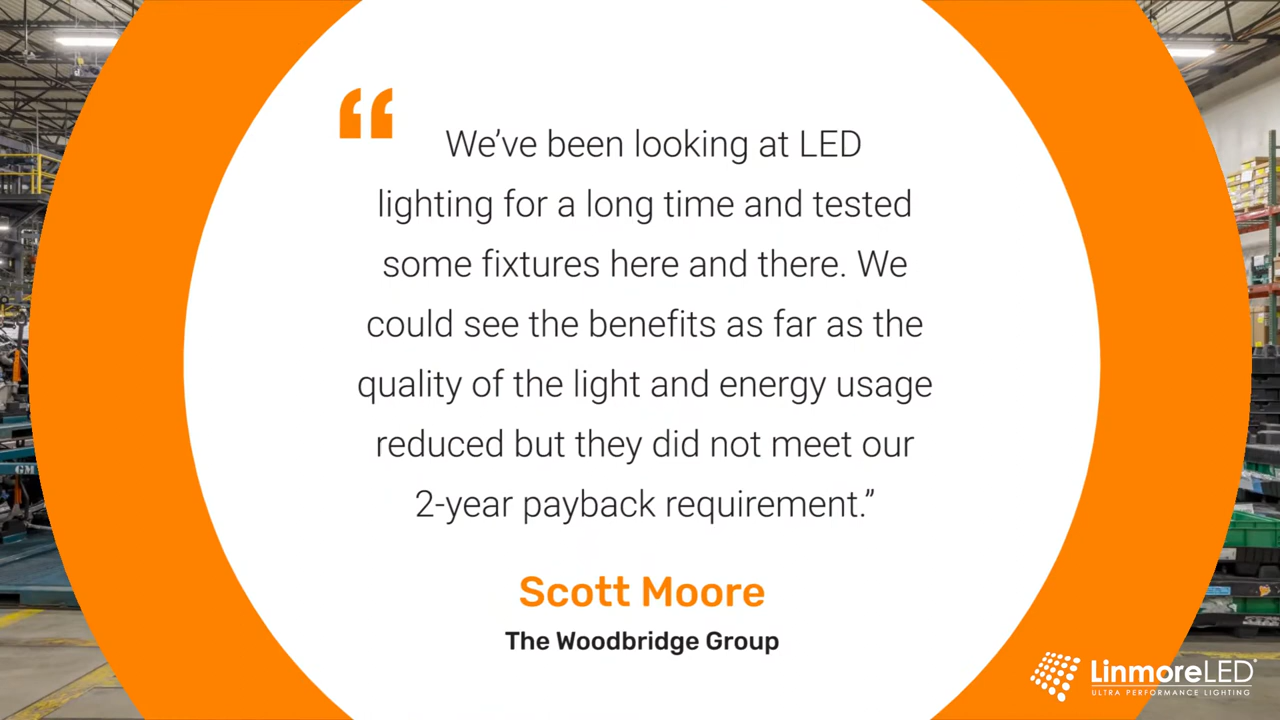 “ We’ve been looking at LED
lighting for a long time and tested
some fixtures here and there. We
could see the benefits as far as the
quality of the light and energy usage
reduced but they did not meet our
2-year payback requirement.”
Scott Moore
The Woodbridge Group
GM
LinmoreLED®
ULTRA PERFORMANCE LIGHTING